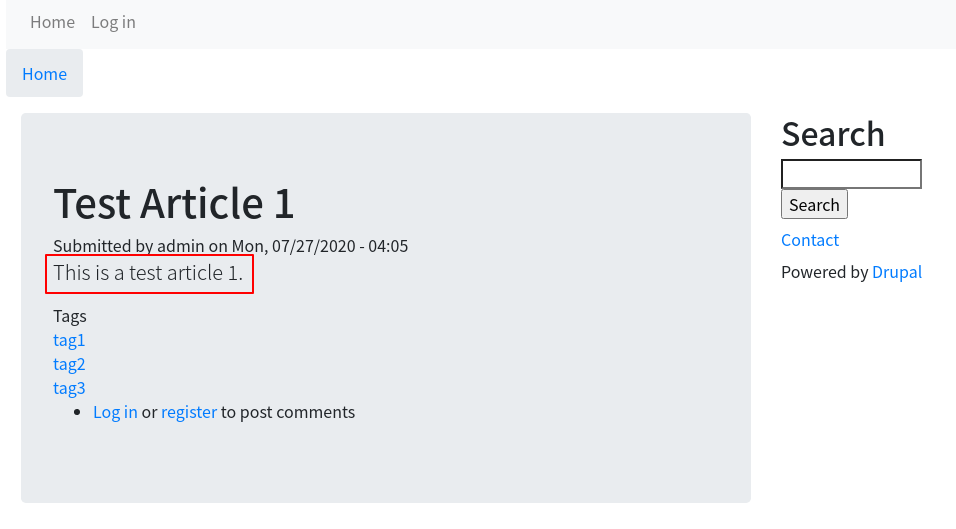 Home Log in
Home
Test Article 1
Submitted by admin on Mon, 07/27/2020 - 04:05
This is a test article 1.
Tags
tag1
tag2
tag3
Log in or register to post comments
Search
Search
Contact
Powered by Drupal